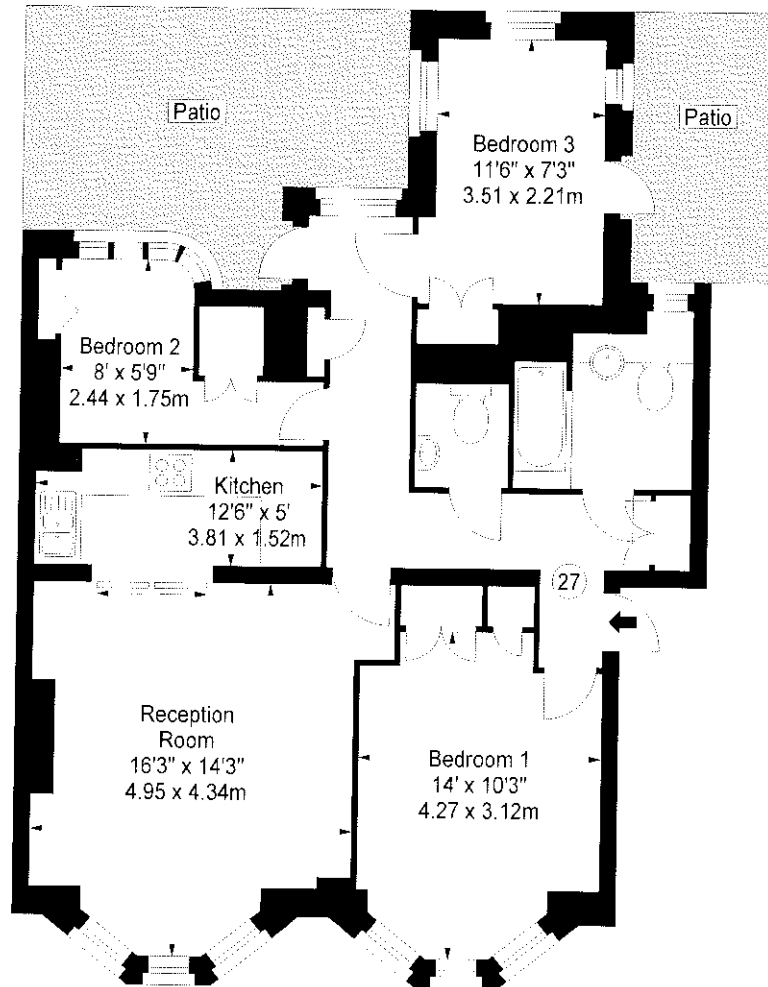 Patio
Patio
Bedroom 3
11'6" x 7'3"
3.51 x 2.21m
Bedroom 2
8' x 5'9"
2.44 x 1.75m
Kitchen
12'6" x 5'
3.81 x 1.52m
27
Reception
Room
16'3" x 14'3"
4.95 x 4.34m
Bedroom 1
14' x 10'3"
4.27 x 3.12m